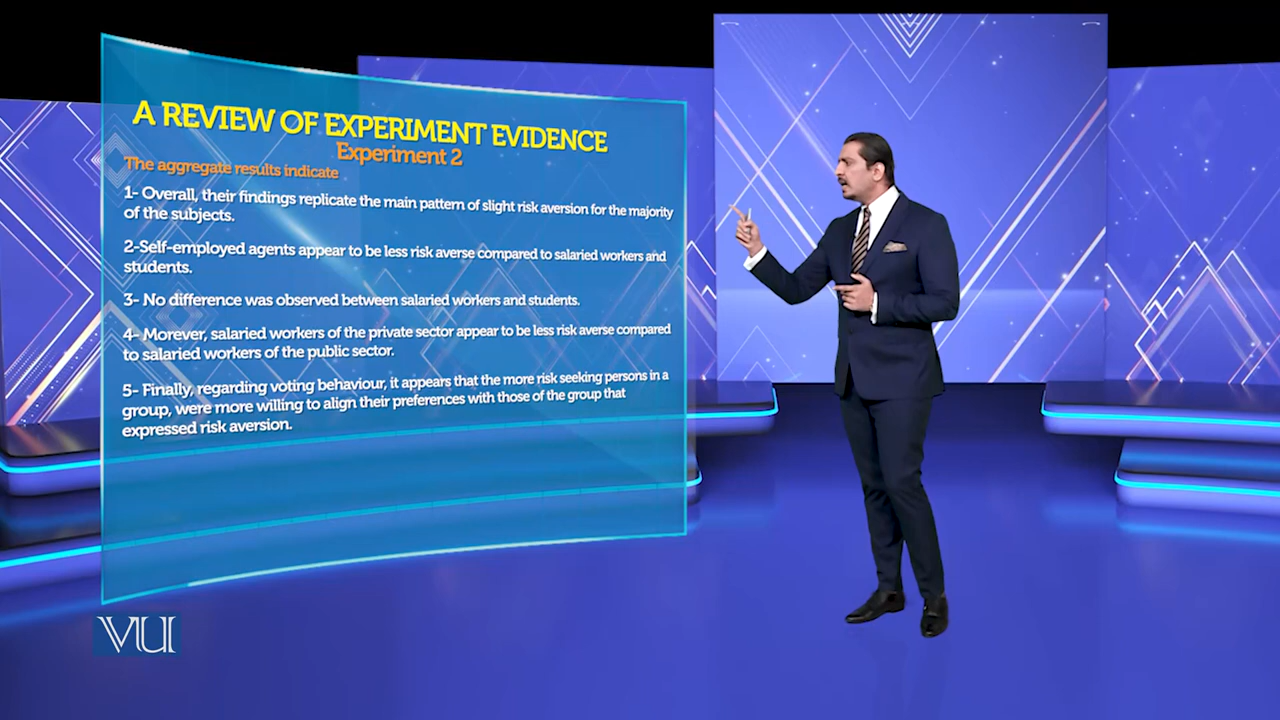 A REVIEW OF EXPERIMENT EVIDENCE
Experiment 2
The aggregate results indicate
1- Overall, their findings replicate the main pattern of slight risk aversion for the majority
of the subjects.
2-Self-employed agents appear to be less risk averse compared to salaried workers and
students.
3- No difference was observed between salaried workers and students.
4- Morever, salaried workers of the private sector appear to be less risk averse compared
to salaried workers of the public sector.
5- Finally, regarding voting behaviour, it appears that the more risk seeking persons in a
group, were more willing to align their preferences with those of the group that
expressed risk aversion.
VU